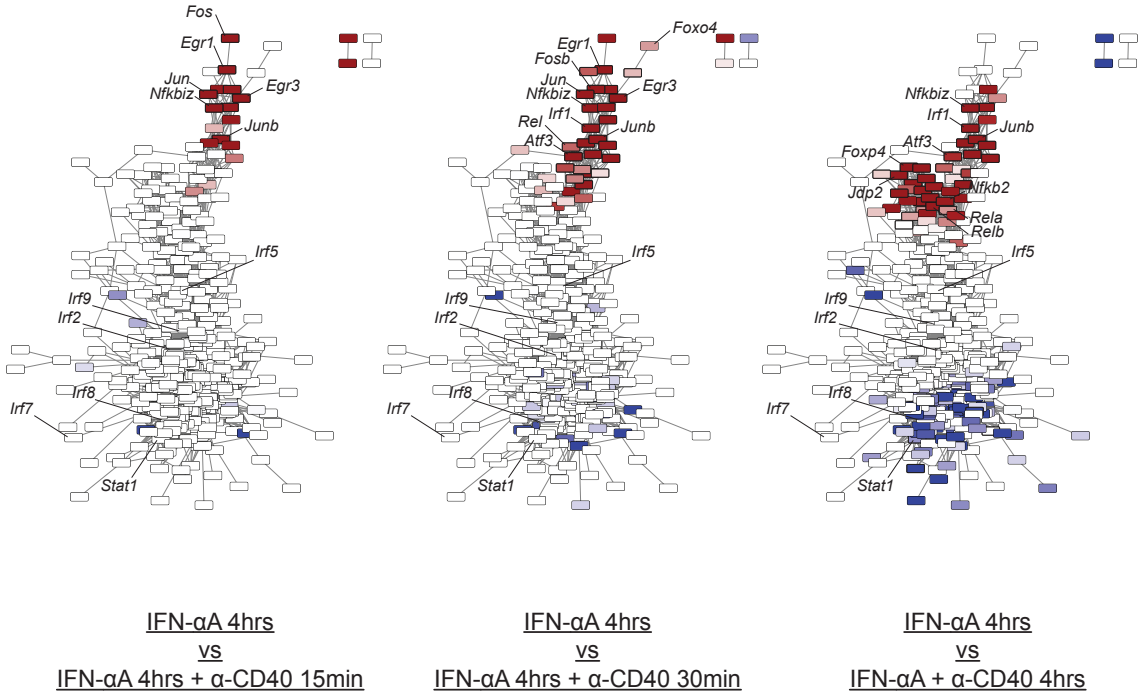 Fos
Egr1
Jun
Nfkbiz
Egr3
Junb
Irf5
Irf9
Irf2
Irf8
Irf7
Stat1
IFN-αA 4hrs
vs
IFN-αA 4hrs + α-CD40 15min
Foxo4
Egr1
Fosb
Jun
Nfkbiz
Egr3
Irf1
Rel
Junb
Atf3
Irf5
Irf9
Irf2
Irf8
Irf7
Stat1
IFN-αA 4hrs
vs
IFN-αA 4hrs + α-CD40 30min
Nfkbiz
Irf1
Junb
Atf3
Foxp4
Jdp2
Nfkb2
Rela
Relb
Irf5
Irf9
Irf2
Irf8
Irf7
Stat1
IFN-αA 4hrs
vs
IFN-αA + α-CD40 4hrs